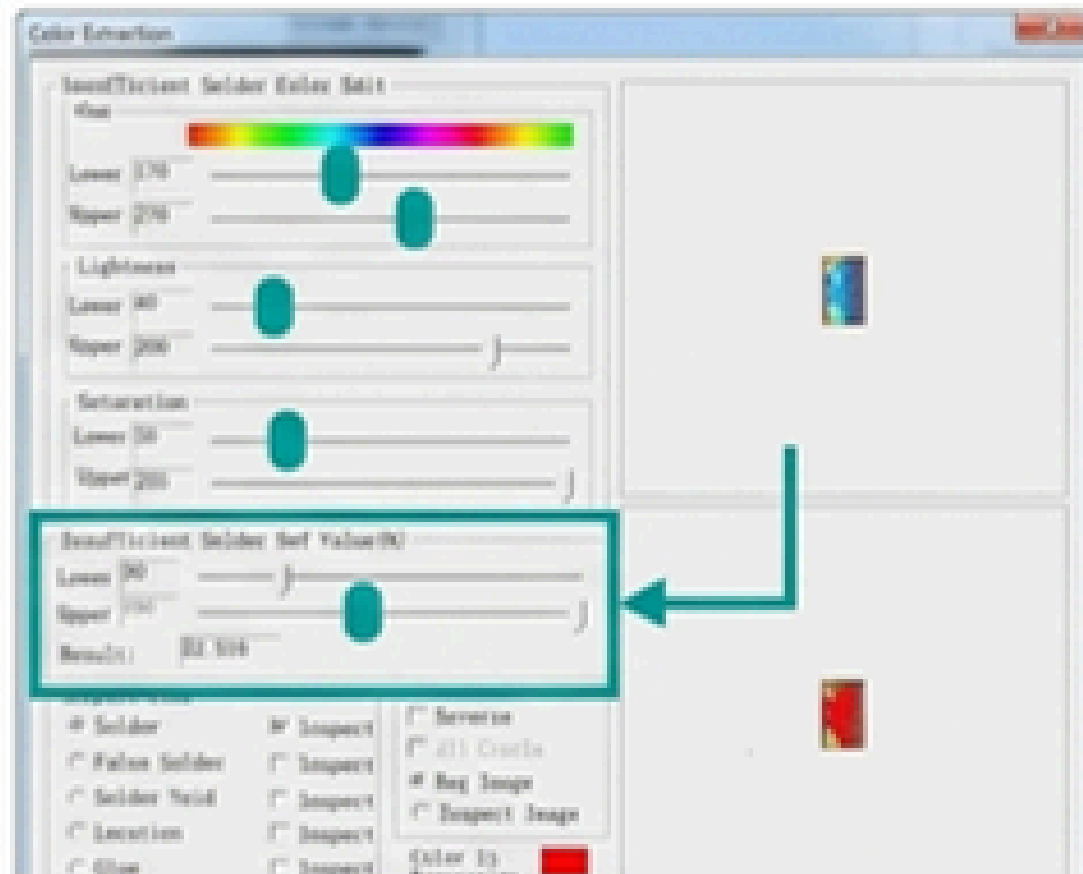 Color Extraction
Insufficient Solder Color Edit
Hue
Lower 170
Upper 270
Lightness
Lower 40
Upper 200
Saturation
Lower 50
Upper
Insufficient Solder Ref Value(%)
Lower
Upper
Result:
Solder
Inspect
Reverse
False Solder
Inspect
Solder Void
Inspect
Reg Image
Location
Inspect
Inspect Image
Glue
Inspect
Color